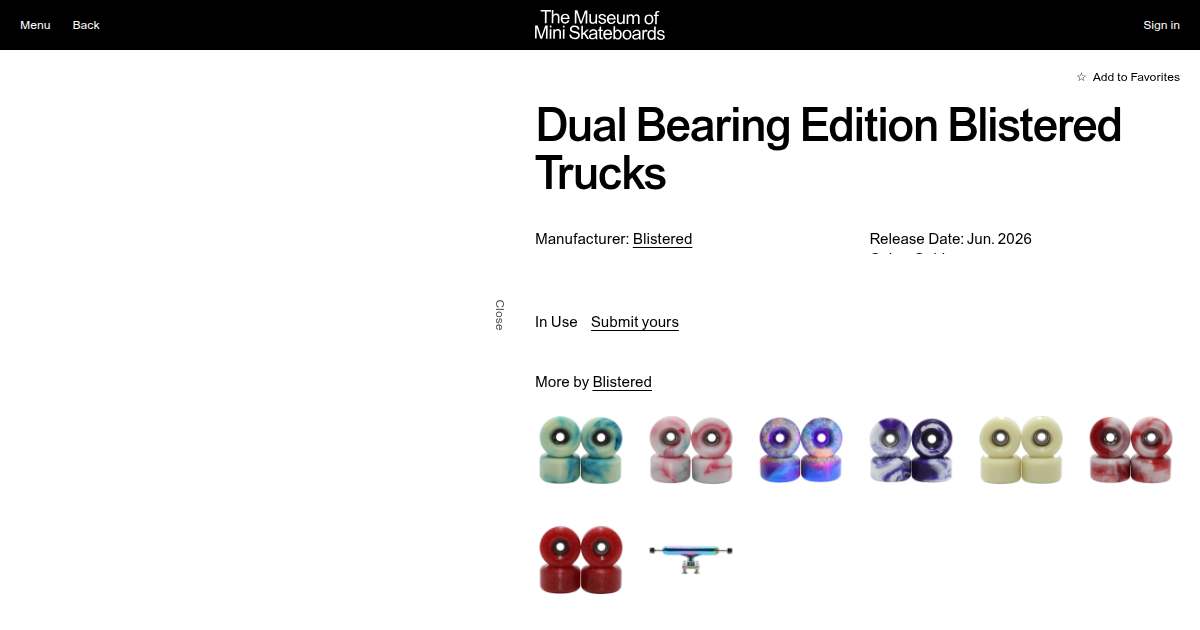 Menu
Back
The Museum of
Mini Skateboards
Sign in
☆ Add to Favorites
Dual Bearing Edition Blistered
Trucks
Manufacturer: Blistered
Release Date: Jun. 2026
Close
In Use
Submit yours
More by Blistered